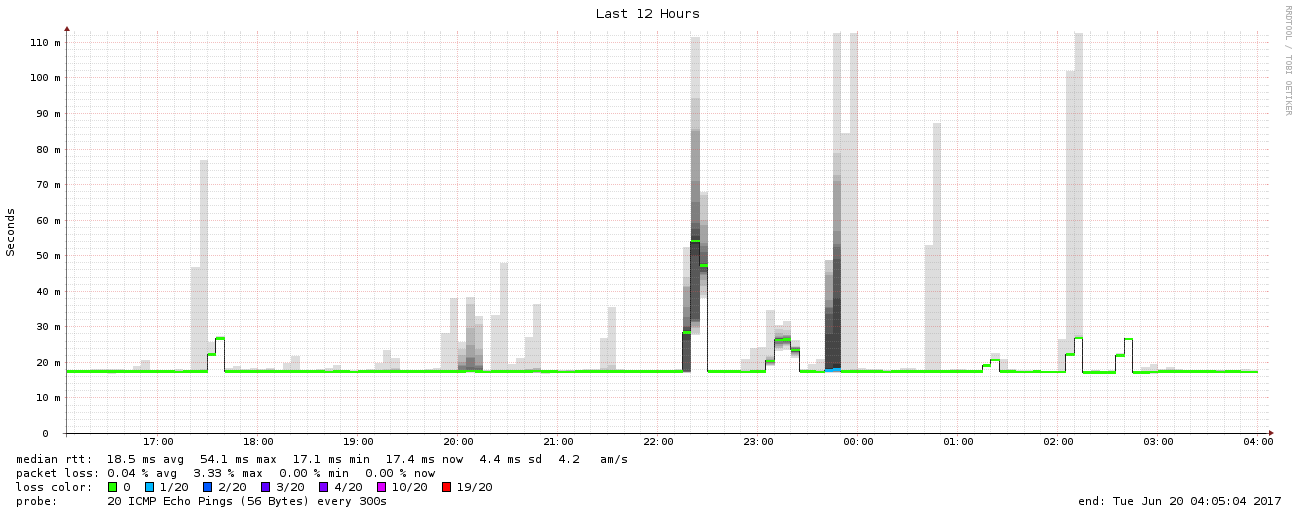 Last 12 Hours
RRDTOOL / TOBI OETIKER
Seconds
110 m
100 m
90 m
80 m
70 m
60 m
50 m
40 m
30 m
20 m
10 m
0
17:00 18:00 19:00 20:00 21:00 22:00 23:00 00:00 01:00 02:00 03:00 04:00
median rtt: 18.5 ms avg 54.1 ms max 17.1 ms min 17.4 ms now 4.4 ms sd 4.2 am/s
packet loss: 0.04 % avg 3.33 % max 0.00 % min 0.00 % now
loss color: 0 1/20 2/20 3/20 4/20 10/20 19/20
probe: 20 ICMP Echo Pings (56 Bytes) every 300s end: Tue Jun 20 04:05:04 2017